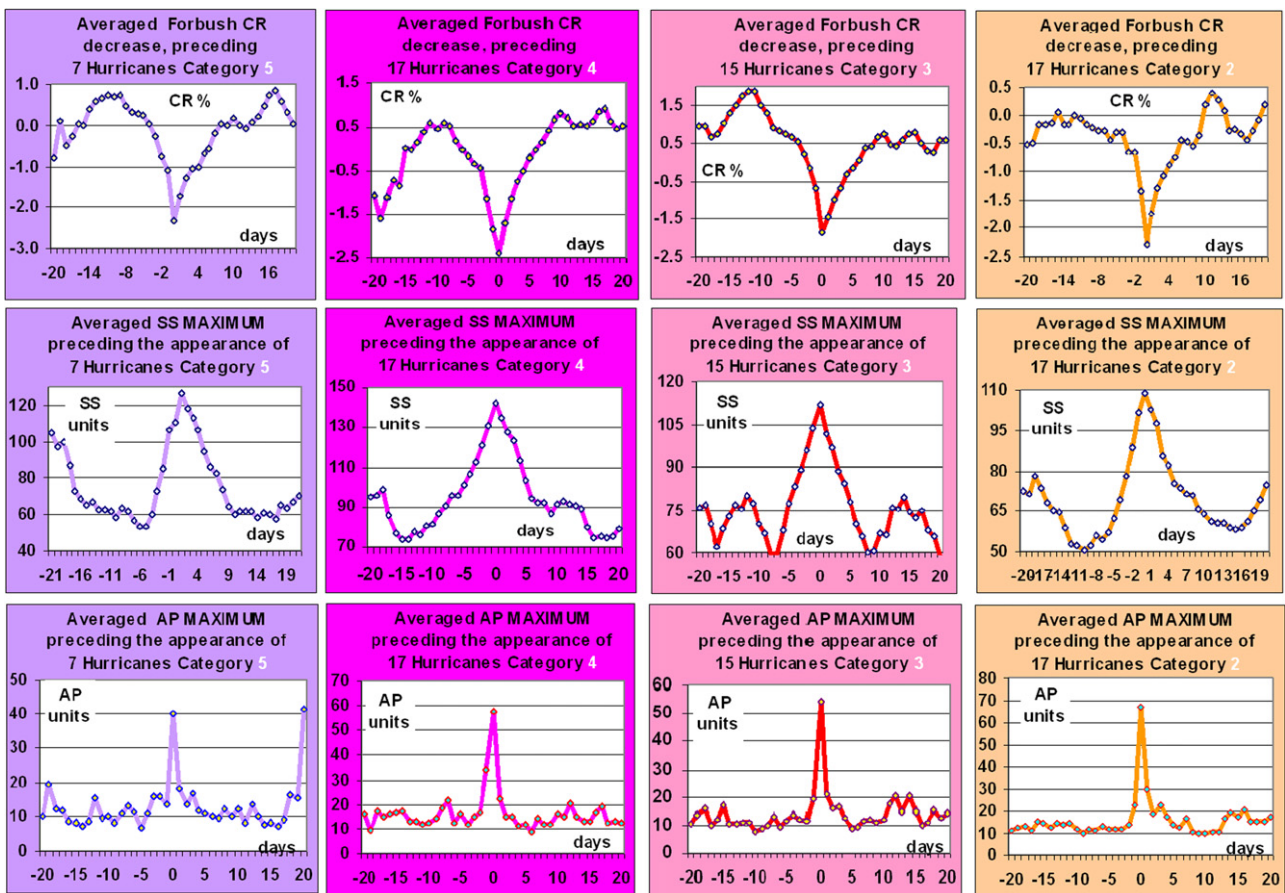 Averaged Forbush CR
decrease, preceding
7 Hurricanes Category 5
CR %
1.0
0.0
-1.0
-2.0
-3.0
days
-20 -14 -8 -2 4 10 16
Averaged Forbush CR
decrease, preceding
17 Hurricanes Category 4
1.5
CR %
0.5
-0.5
-1.5
-2.5
days
-20 -15 -10 -5 0 5 10 15 20
Averaged Forbush CR
decrease, preceding
15 Hurricanes Category 3
1.5
0.5
CR %
-0.5
-1.5
-2.5
days
-20 -15 -10 -5 0 5 10 15 20
Averaged Forbush CR
decrease, preceding
17 Hurricanes Category 2
0.5
CR %
0.0
-0.5
-1.0
-1.5
-2.0
-2.5
days
-20 -14 -8 -2 4 10 16
Averaged SS MAXIMUM
preceding the appearance of
7 Hurricanes Category 5
SS
units
120
100
80
60
40
days
-21 -16 -11 -6 -1 4 9 14 19
Averaged SS MAXIMUM
preceding the appearance of
17 Hurricanes Category 4
150
SS
units
130
110
90
70
days
-20 -15 -10 -5 0 5 10 15 20
Averaged SS MAXIMUM
preceding the appearance of
15 Hurricanes Category 3
120
SS
units
105
90
75
60
days
-20 -15 -10 -5 0 5 10 15 20
Averaged SS MAXIMUM
preceding the appearance of
17 Hurricanes Category 2
110
SS
units
95
80
65
50
days
-20-17-14-11 -8 -5 -2 1 4 7 10 13 16 19
Averaged AP MAXIMUM
preceding the appearance of
7 Hurricanes Category 5
50
AP
units
40
30
20
10
0
days
-20 -15 -10 -5 0 5 10 15 20
Averaged AP MAXIMUM
preceding the appearance of
17 Hurricanes Category 4
70
AP
units
60
50
40
30
20
10
0
days
-20 -15 -10 -5 0 5 10 15 20
Averaged AP MAXIMUM
preceding the appearance of
15 Hurricanes Category 3
60
AP
units
50
40
30
20
10
0
days
-20 -15 -10 -5 0 5 10 15 20
Averaged AP MAXIMUM
preceding the appearance of
17 Hurricanes Category 2
80
AP
units
70
60
50
40
30
20
10
0
days
-20 -15 -10 -5 0 5 10 15 20